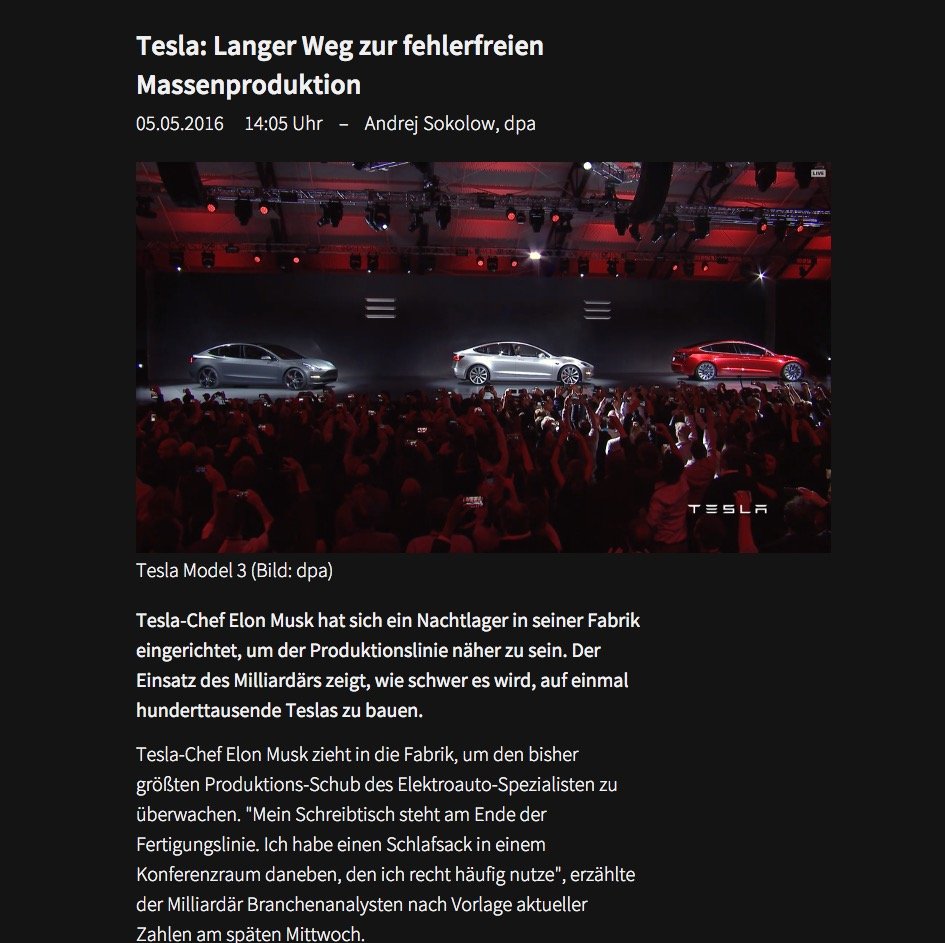 Tesla: Langer Weg zur fehlerfreien
Massenproduktion
05.05.2016 14:05 Uhr – Andrej Sokolow, dpa
LIVE
TESLA
Tesla Model 3 (Bild: dpa)
Tesla-Chef Elon Musk hat sich ein Nachtlager in seiner Fabrik
eingerichtet, um der Produktionslinie näher zu sein. Der
Einsatz des Milliardärs zeigt, wie schwer es wird, auf einmal
hunderttausende Teslas zu bauen.
Tesla-Chef Elon Musk zieht in die Fabrik, um den bisher
größten Produktions-Schub des Elektroauto-Spezialisten zu
überwachen. "Mein Schreibtisch steht am Ende der
Fertigungslinie. Ich habe einen Schlafsack in einem
Konferenzraum daneben, den ich recht häufig nutze", erzählte
der Milliardär Branchenanalysten nach Vorlage aktueller
Zahlen am späten Mittwoch.